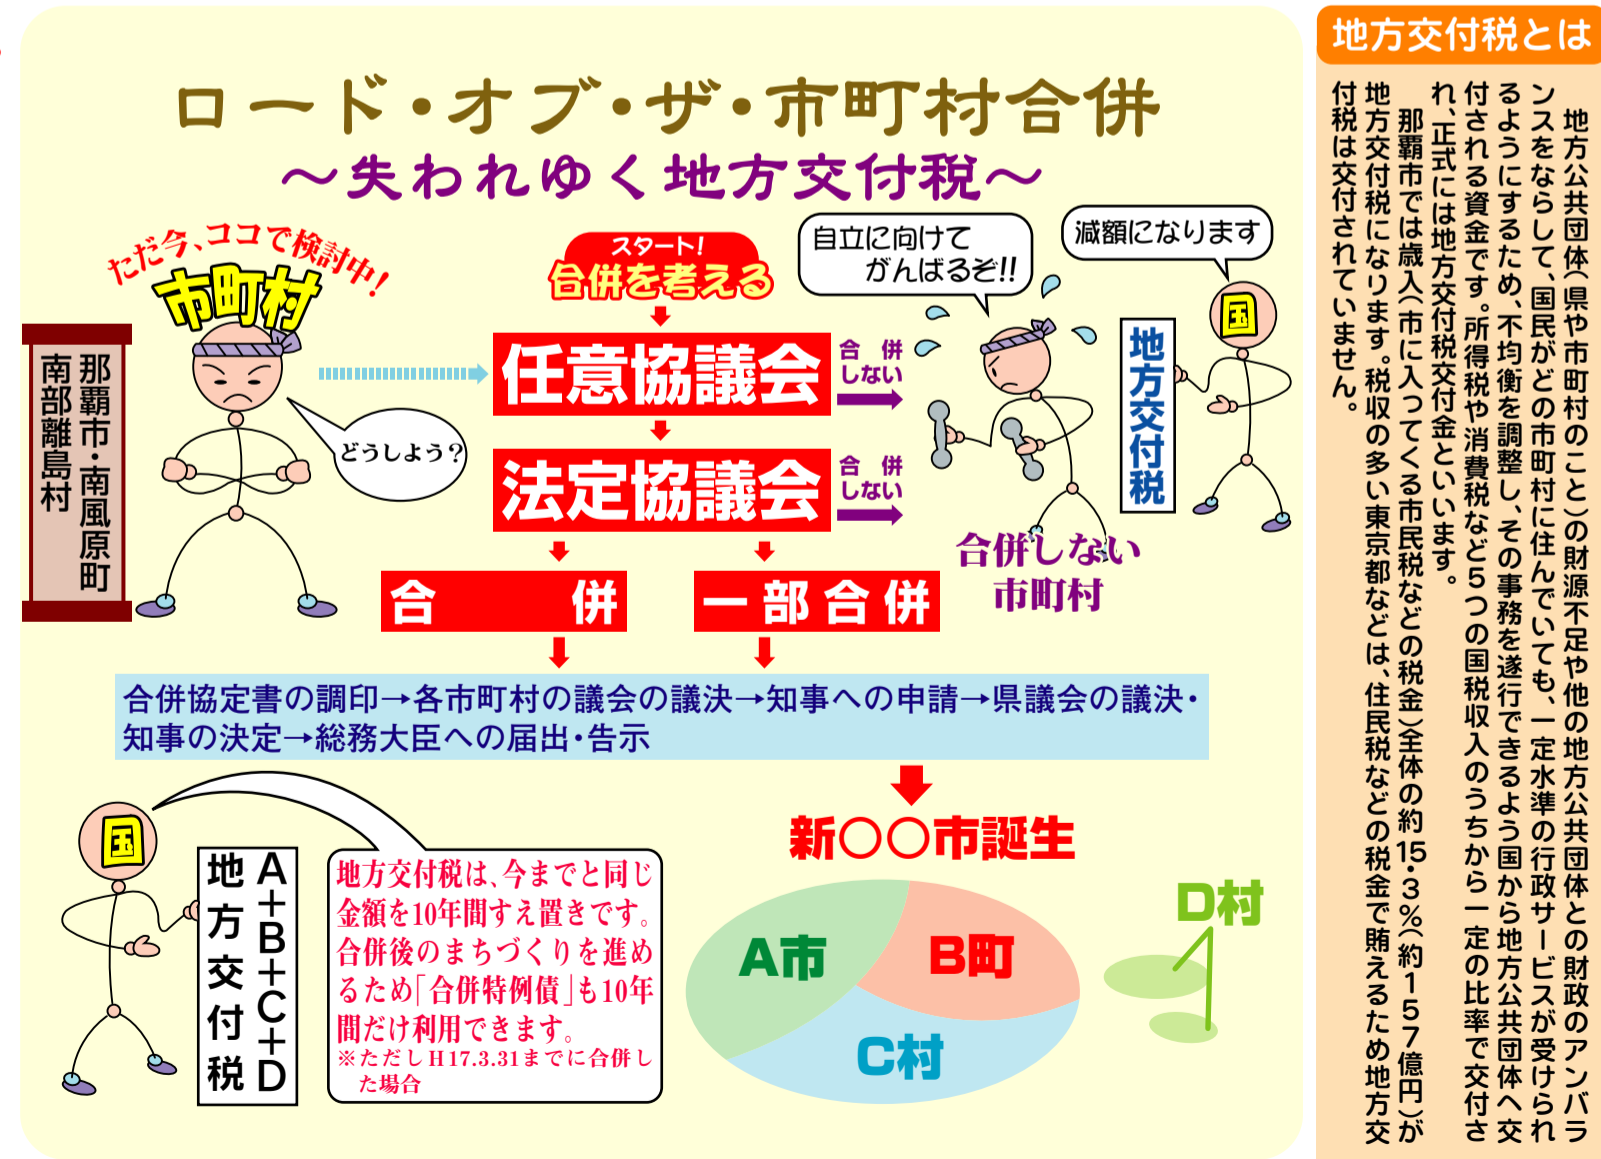 ロード・オブ・ザ・市町村合併
～失われゆく地方交付税～
ただ今、ココで検討中!
市町村
那覇市・南風原町
南部離島村
どうしよう?
スタート!
合併を考える
任意協議会
合併
しない
法定協議会
合併
しない
合併
一部合併
自立に向けて
がんばるぞ!!
減額になります
国
地方交付税
合併しない
市町村
合併協定書の調印→各市町村の議会の議決→知事への申請→県議会の議決・
知事の決定→総務大臣への届出・告示
国
A+B+C+D
地方交付税
地方交付税は、今までと同じ
金額を10年間すえ置きです。
合併後のまちづくりを進め
るため「合併特例債」も10年
間だけ利用できます。
※ただしH17.3.31までに合併し
た場合
新○○市誕生
A市
B町
C村
D村
地方交付税とは
地方公共団体(県や市町村のこと)の財源不足や他の地方公共団体との財政のアンバラ
ンスをならして、国民がどの市町村に住んでいても、一定水準の行政サービスが受けられ
るようにするため、不均衡を調整し、その事務を遂行できるよう国から地方公共団体へ交
付される資金です。所得税や消費税など5つの国税収入のうちから一定の比率で交付さ
れ、正式には地方交付税交付金といいます。
那覇市では歳入(市に入ってくる市民税などの税金)全体の約15・3%(約157億円)が
地方交付税になります。税収の多い東京都などは、住民税などの税金で賄えるため地方交
付税は交付されていません。